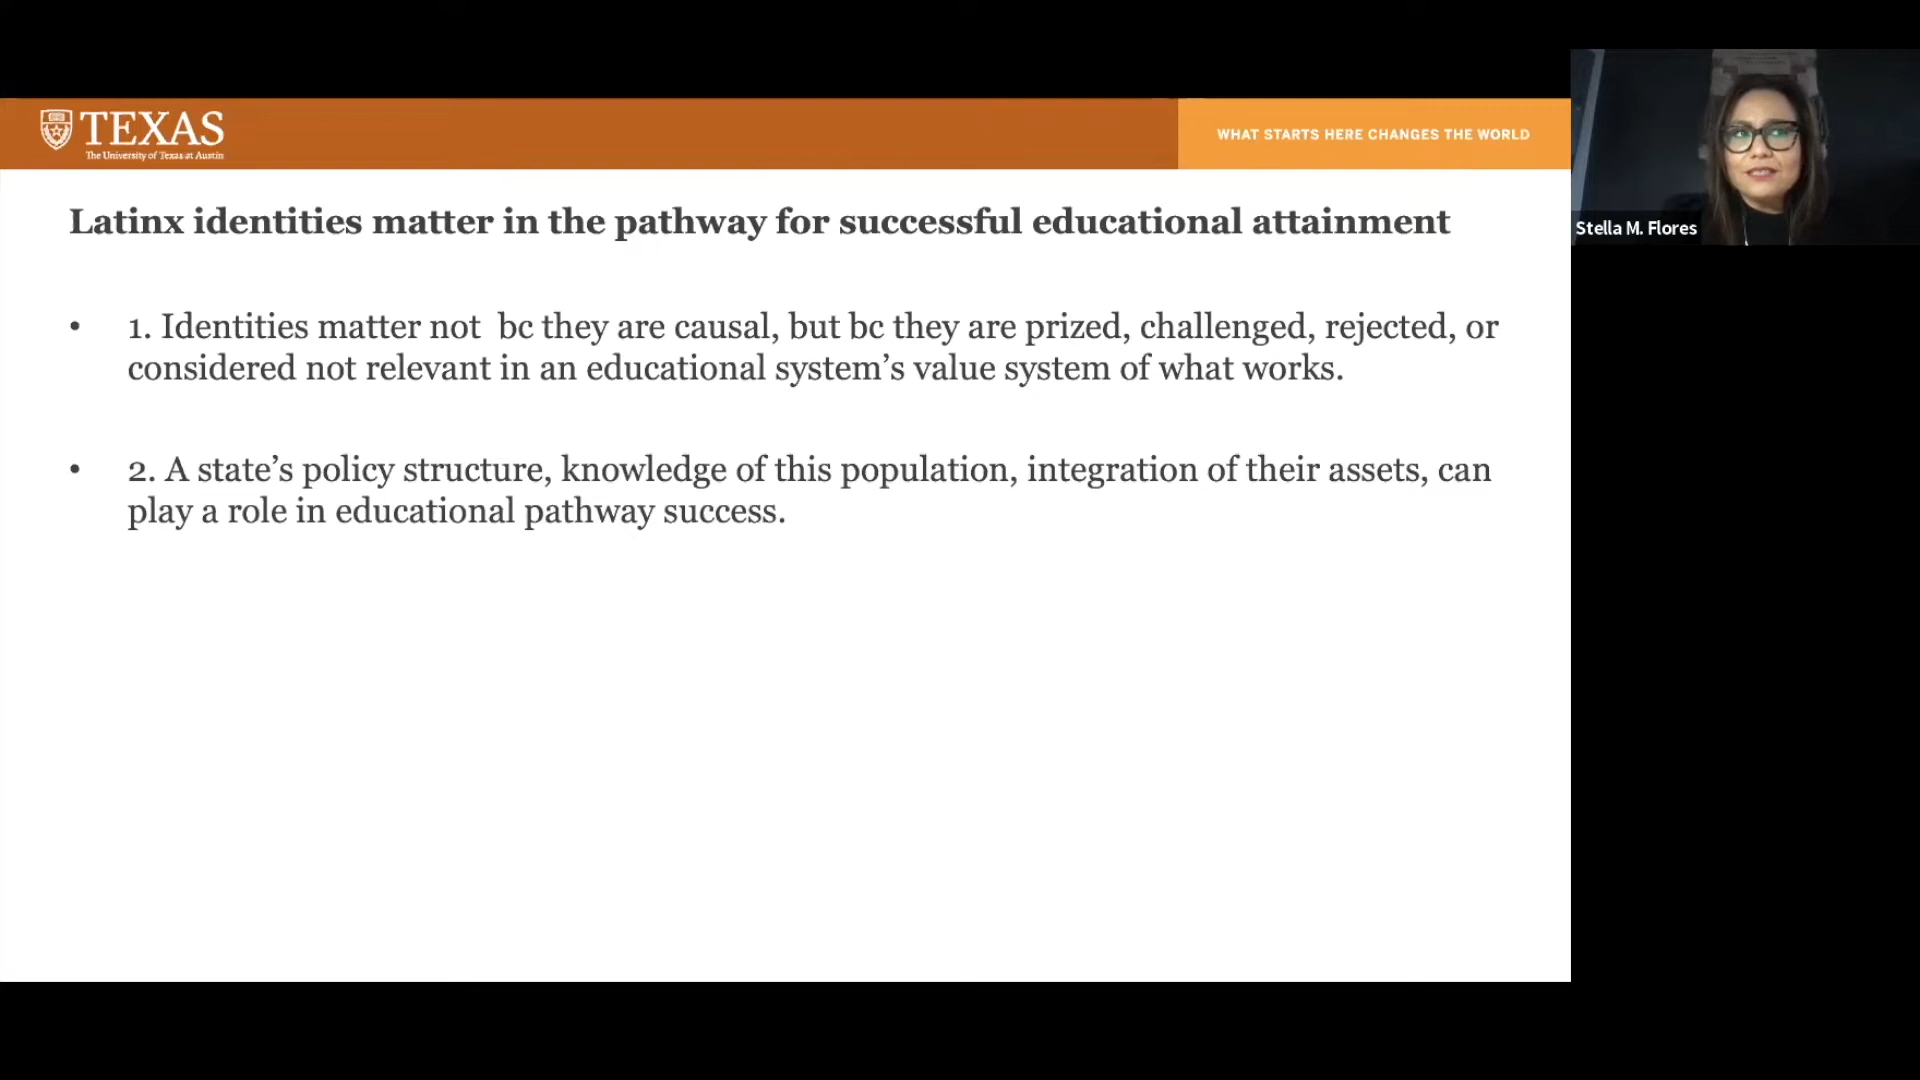 TEXAS
The University of Texas at Austin
WHAT STARTS HERE CHANGES THE WORLD
Latinx identities matter in the pathway for successful educational attainment
• 1. Identities matter not  bc they are causal, but bc they are prized, challenged, rejected, or
considered not relevant in an educational system’s value system of what works.
• 2. A state’s policy structure, knowledge of this population, integration of their assets, can
play a role in educational pathway success.
Stella M. Flores